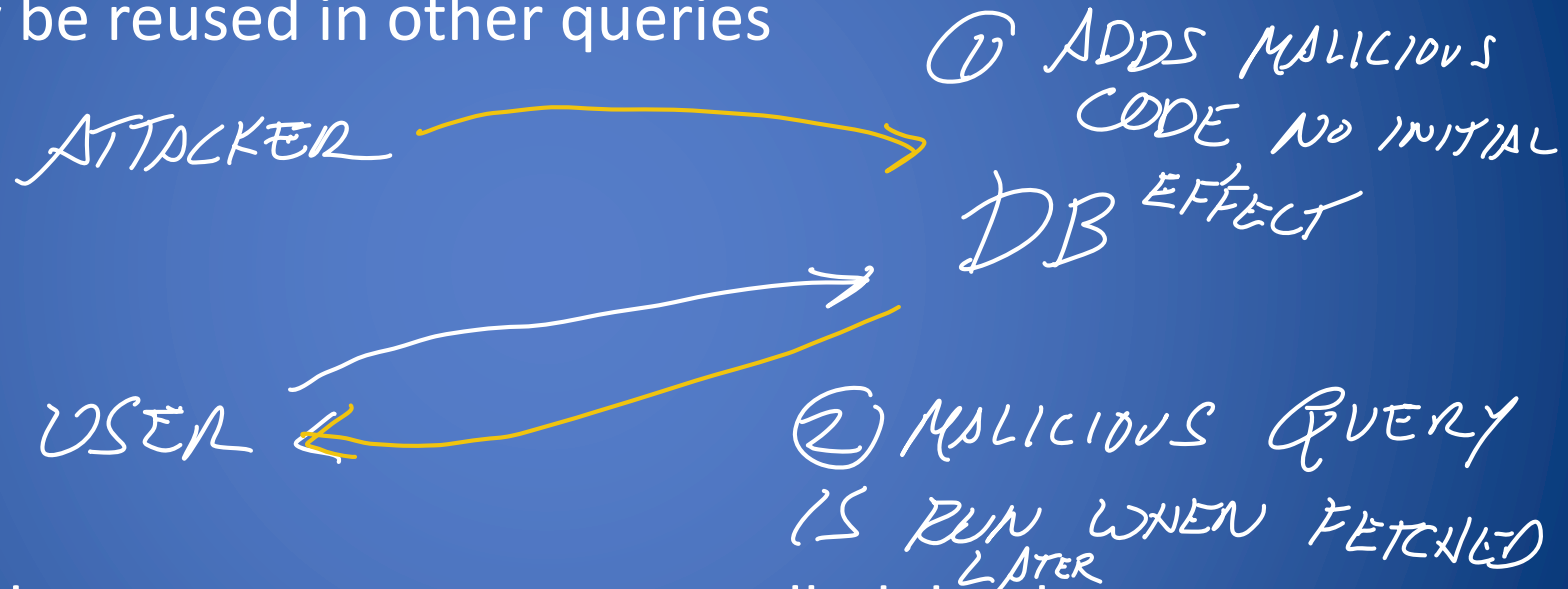 be reused in other queries
① ADDS MALICIOUS
CODE NO INITIAL
EFFECT
ATTACKER
DB
USER
② MALICIOUS QUERY
IS RUN WHEN FETCHED
LATER